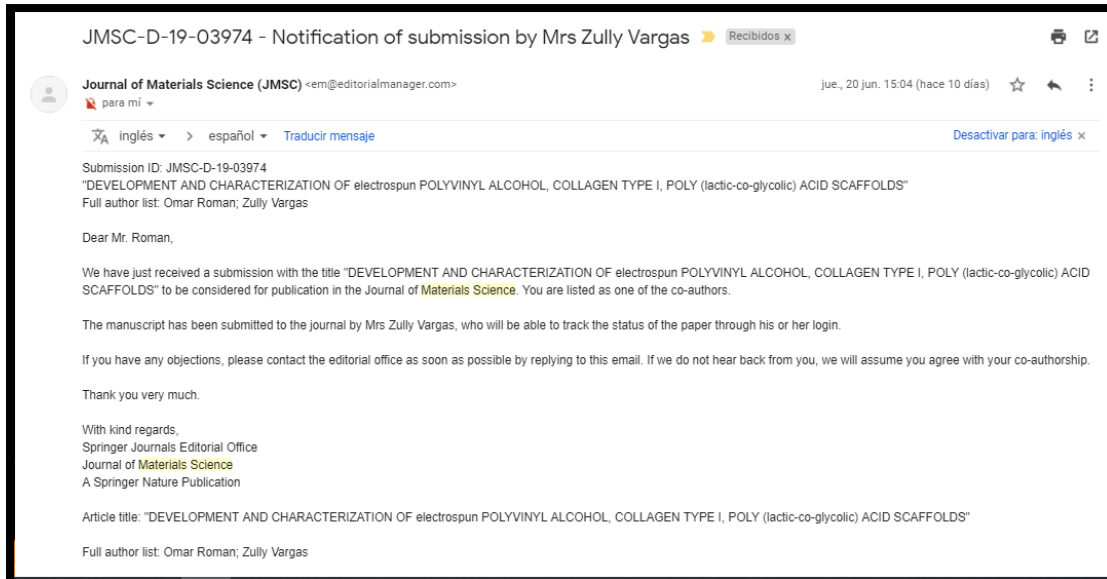 JMSC-D-19-03974 - Notification of submission by Mrs Zully Vargas Recibidos x
Journal of Materials Science (JMSC) <em@editorialmanager.com> jue., 20 jun. 15:04 (hace 10 días)
para mí
inglés > español Traducir mensaje Desactivar para: inglés x
Submission ID: JMSC-D-19-03974
"DEVELOPMENT AND CHARACTERIZATION OF electrospun POLYVINYL ALCOHOL, COLLAGEN TYPE I, POLY (lactic-co-glycolic) ACID SCAFFOLDS"
Full author list: Omar Roman; Zully Vargas
Dear Mr. Roman,
We have just received a submission with the title "DEVELOPMENT AND CHARACTERIZATION OF electrospun POLYVINYL ALCOHOL, COLLAGEN TYPE I, POLY (lactic-co-glycolic) ACID
SCAFFOLDS" to be considered for publication in the Journal of Materials Science. You are listed as one of the co-authors.
The manuscript has been submitted to the journal by Mrs Zully Vargas, who will be able to track the status of the paper through his or her login.
If you have any objections, please contact the editorial office as soon as possible by replying to this email. If we do not hear back from you, we will assume you agree with your co-authorship.
Thank you very much.
With kind regards,
Springer Journals Editorial Office
Journal of Materials Science
A Springer Nature Publication
Article title: "DEVELOPMENT AND CHARACTERIZATION OF electrospun POLYVINYL ALCOHOL, COLLAGEN TYPE I, POLY (lactic-co-glycolic) ACID SCAFFOLDS"
Full author list: Omar Roman; Zully Vargas